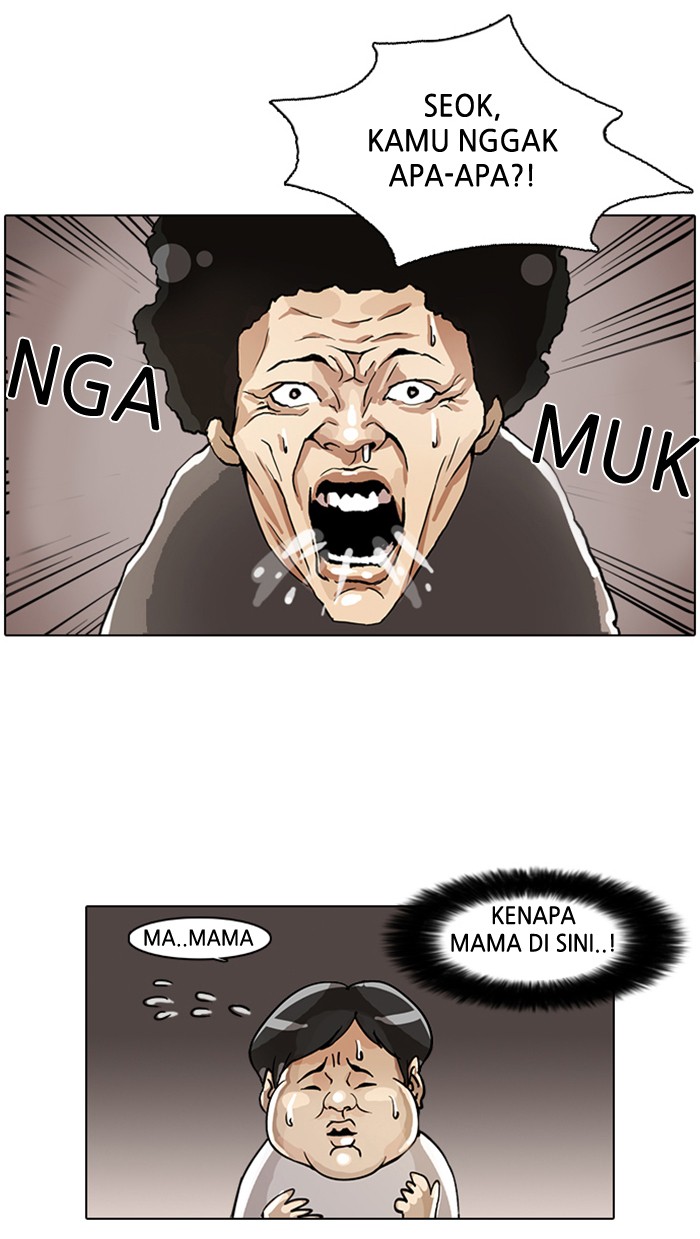 SEOK,
KAMU NGGAK
APA-APA?!
NGA
MUK
MA..MAMA
KENAPA
MAMA DI SINI..!